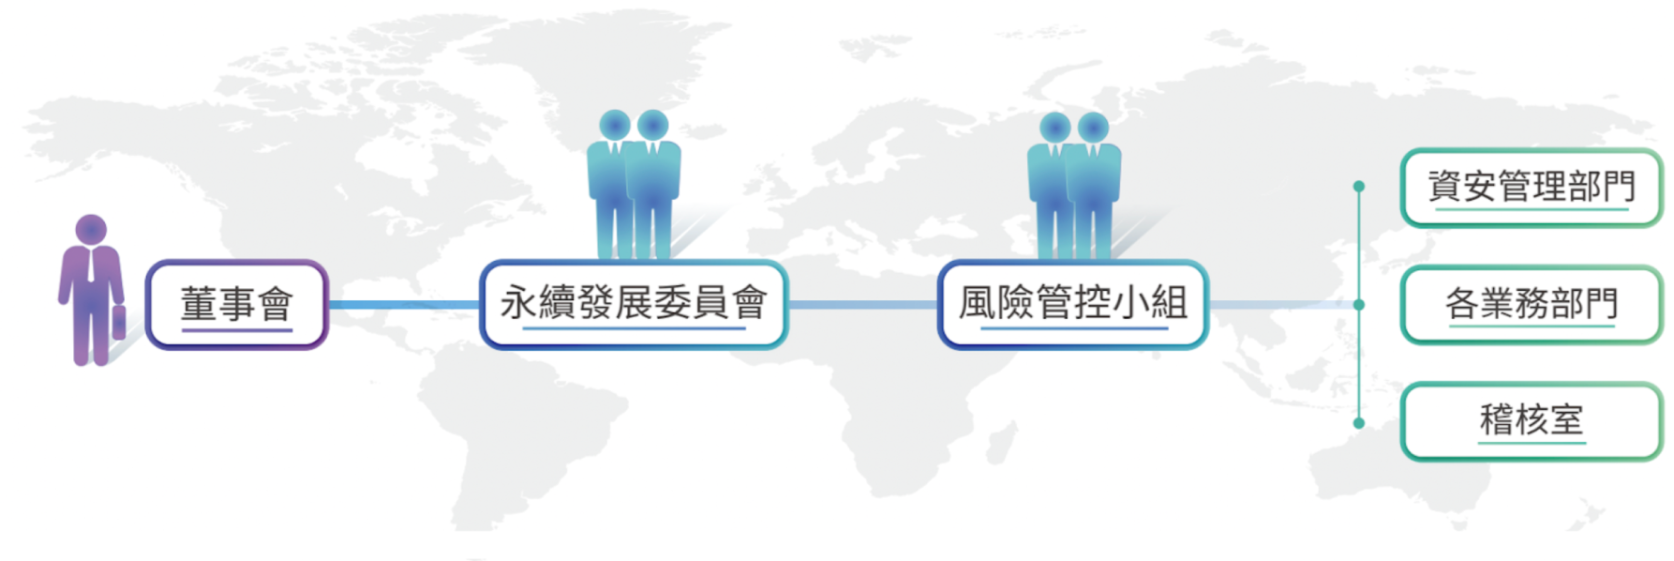 董事會
永續發展委員會
風險管控小組
資安管理部門
各業務部門
稽核室